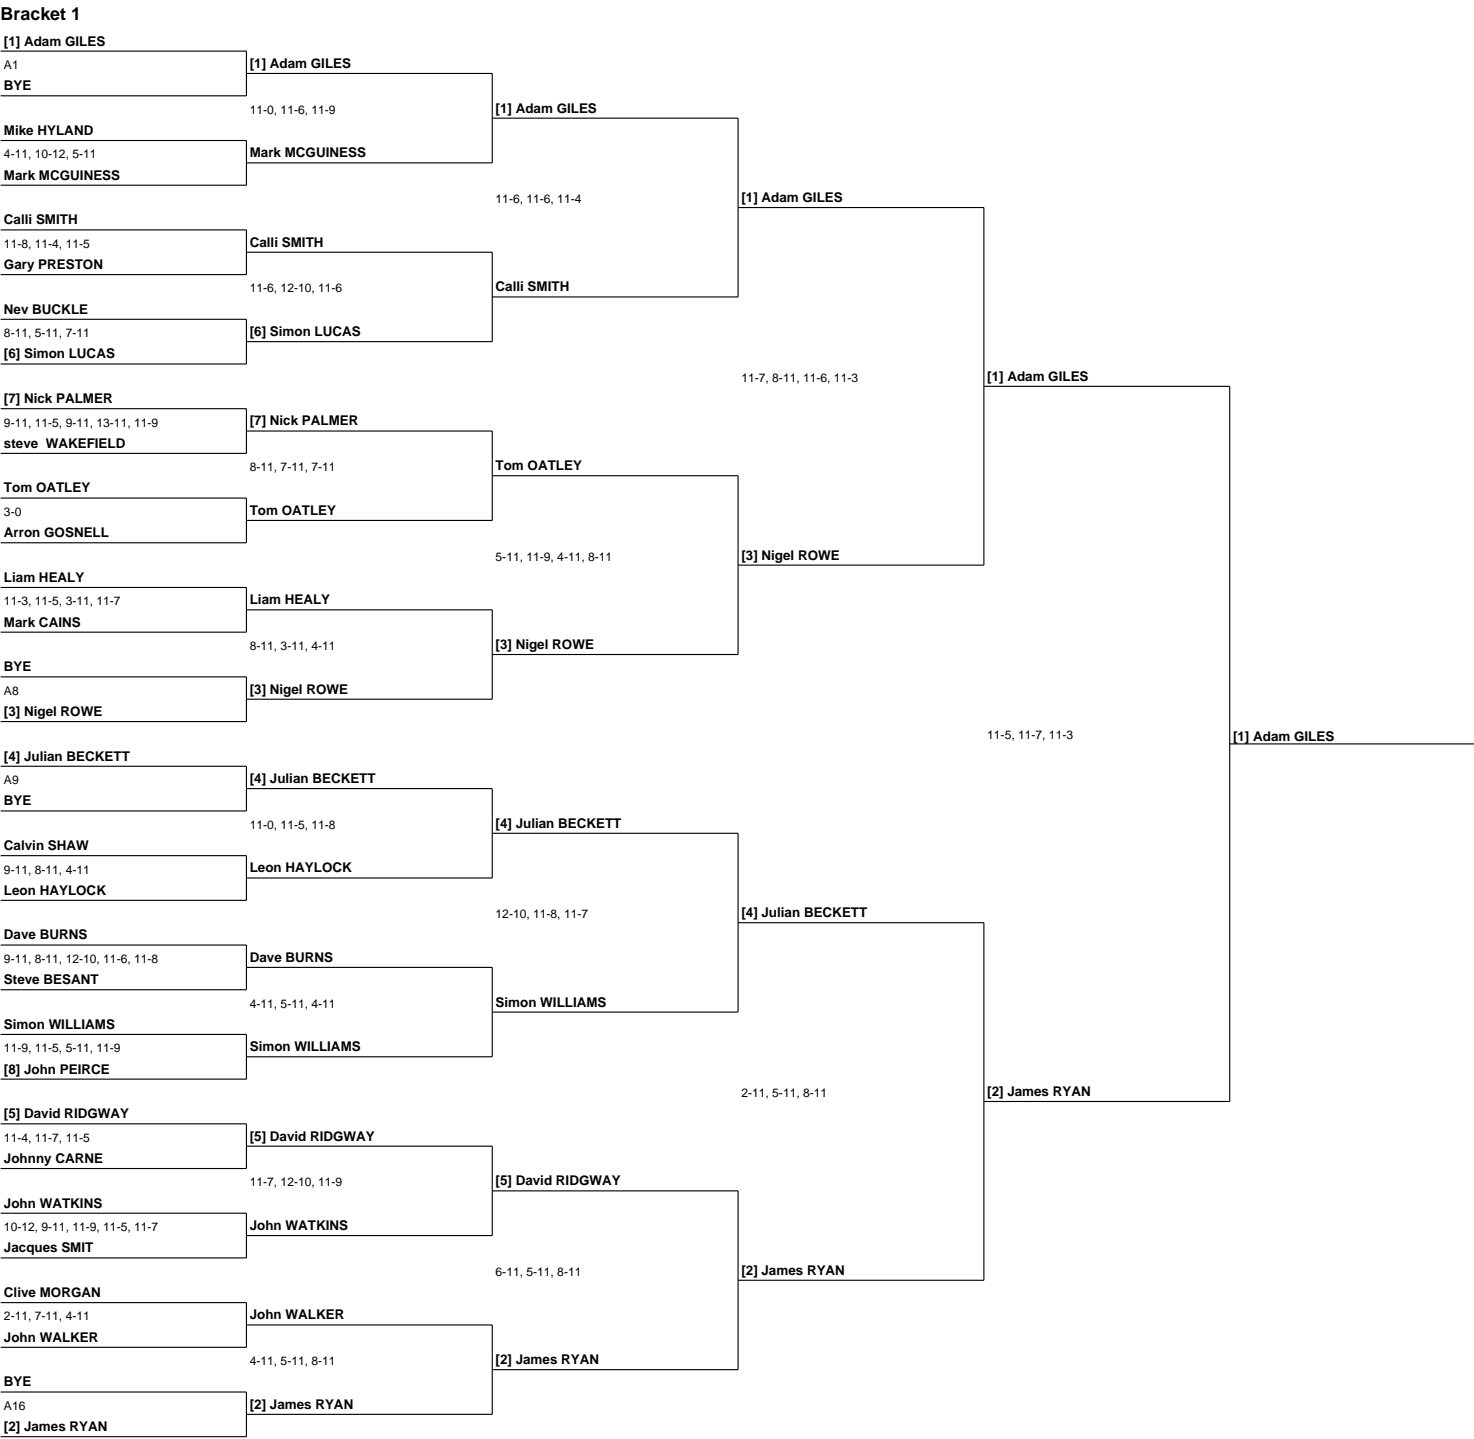 Bracket 1
[1] Adam GILES
A1
BYE
[1] Adam GILES
11-0, 11-6, 11-9
[1] Adam GILES
Mike HYLAND
4-11, 10-12, 5-11
Mark MCGUINESS
Mark MCGUINESS
11-6, 11-6, 11-4
[1] Adam GILES
Calli SMITH
11-8, 11-4, 11-5
Gary PRESTON
Calli SMITH
11-6, 12-10, 11-6
Calli SMITH
Nev BUCKLE
8-11, 5-11, 7-11
[6] Simon LUCAS
[6] Simon LUCAS
11-7, 8-11, 11-6, 11-3
[1] Adam GILES
[7] Nick PALMER
9-11, 11-5, 9-11, 13-11, 11-9
steve  WAKEFIELD
[7] Nick PALMER
8-11, 7-11, 7-11
Tom OATLEY
Tom OATLEY
3-0
Arron GOSNELL
Tom OATLEY
5-11, 11-9, 4-11, 8-11
[3] Nigel ROWE
Liam HEALY
11-3, 11-5, 3-11, 11-7
Mark CAINS
Liam HEALY
8-11, 3-11, 4-11
[3] Nigel ROWE
BYE
A8
[3] Nigel ROWE
[3] Nigel ROWE
11-5, 11-7, 11-3
[1] Adam GILES
[4] Julian BECKETT
A9
BYE
[4] Julian BECKETT
11-0, 11-5, 11-8
[4] Julian BECKETT
Calvin SHAW
9-11, 8-11, 4-11
Leon HAYLOCK
Leon HAYLOCK
12-10, 11-8, 11-7
[4] Julian BECKETT
Dave BURNS
9-11, 8-11, 12-10, 11-6, 11-8
Steve BESANT
Dave BURNS
4-11, 5-11, 4-11
Simon WILLIAMS
Simon WILLIAMS
11-9, 11-5, 5-11, 11-9
[8] John PEIRCE
Simon WILLIAMS
2-11, 5-11, 8-11
[2] James RYAN
[5] David RIDGWAY
11-4, 11-7, 11-5
Johnny CARNE
[5] David RIDGWAY
11-7, 12-10, 11-9
[5] David RIDGWAY
John WATKINS
10-12, 9-11, 11-9, 11-5, 11-7
Jacques SMIT
John WATKINS
6-11, 5-11, 8-11
[2] James RYAN
Clive MORGAN
2-11, 7-11, 4-11
John WALKER
John WALKER
4-11, 5-11, 8-11
[2] James RYAN
BYE
A16
[2] James RYAN
[2] James RYAN